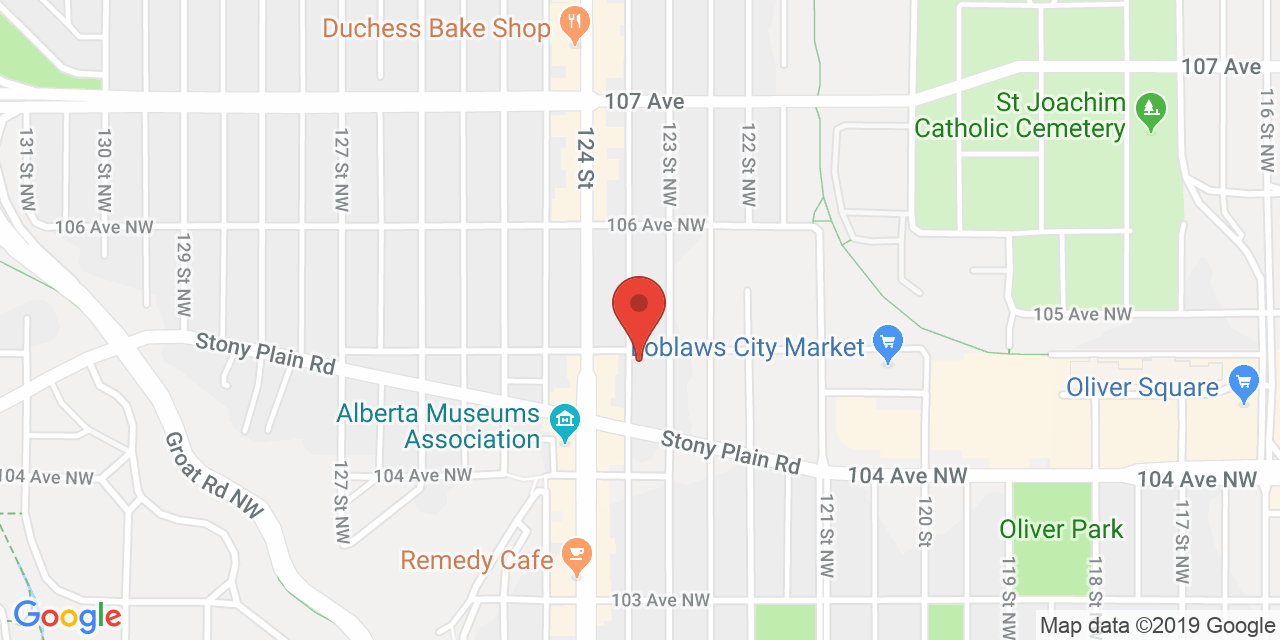 Duchess Bake Shop
107 Ave
107 Ave
116 St NW
St Joachim
Catholic Cemetery
131 St NW
130 St NW
127 St NW
124 St
123 St NW
122 St NW
106 Ave NW
106 Ave NW
129 St NW
105 Ave NW
Stony Plain Rd
oblaws City Market
Oliver Square
Alberta Museums
Association
Stony Plain Rd
Groat Rd NW
104 Ave NW
127 St NW
104 Ave NW
104 Ave NW
104 Ave NW
121 St NW
120 St
117 St NW
Oliver Park
Remedy Cafe
119 St NW
118 St
103 Ave NW
Google
Map data ©2019 Google